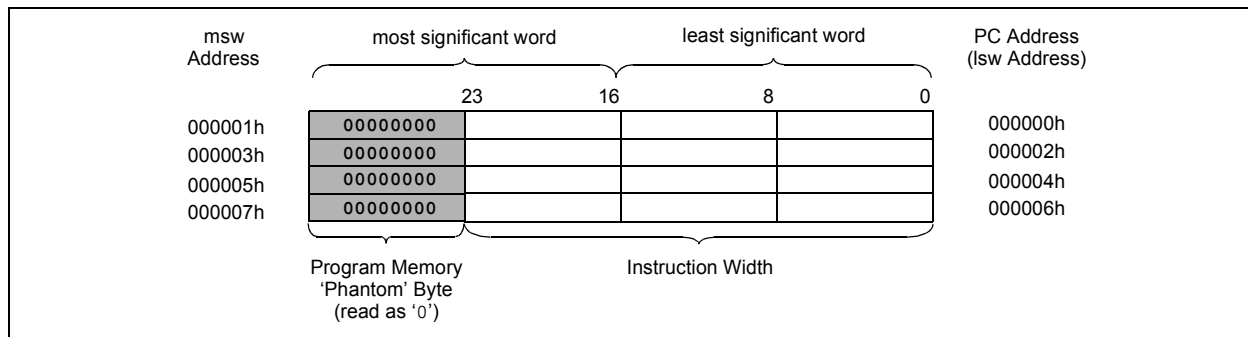 msw most significant word least significant word PC Address
Address (lsw Address)
23 16 8 0
000001h 00000000 000000h
000003h 00000000 000002h
000005h 00000000 000004h
000007h 00000000 000006h
Program Memory Instruction Width
‘Phantom’ Byte
(read as ‘0’)